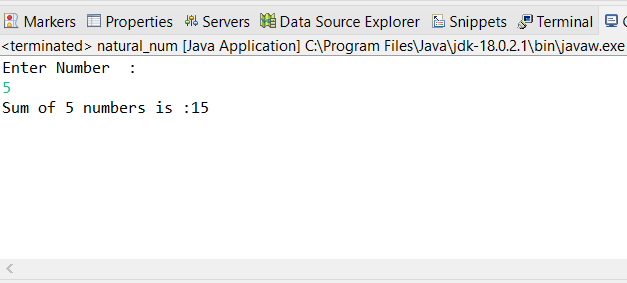 Markers Properties Servers Data Source Explorer Snippets Terminal
<terminated> natural_num [Java Application] C:\Program Files\Java\jdk-18.0.2.1\bin\javaw.exe
Enter Number  :
5
Sum of 5 numbers is :15